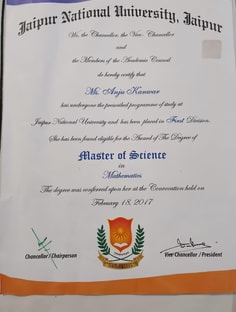 Jaipur National University, Jaipur
We, the Chancellor, the Vice- Chancellor
and
the Members of the Academic Council
do hereby certify that
Ms. Anju Kanwar
has undergone the prescribed programme of study at
Jaipur National University and has been placed in First Division.
She has been found eligible for the Award of The Degree of
Master of Science
in
Mathematics
The degree was conferred upon her at the Convocation held on
February 18, 2017
Chancellor/Chairperson
Vice Chancellor / President